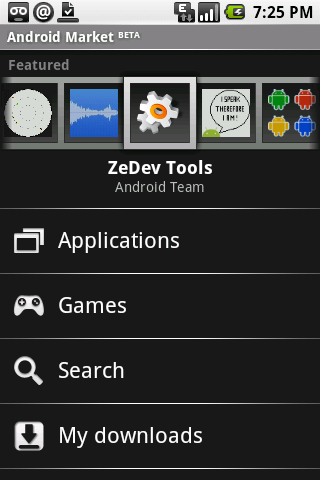 7:25 PM
Android Market BETA
Featured
I SPEAK
THEREFORE
I AM!
ZeDev Tools
Android Team
Applications
Games
Search
My downloads